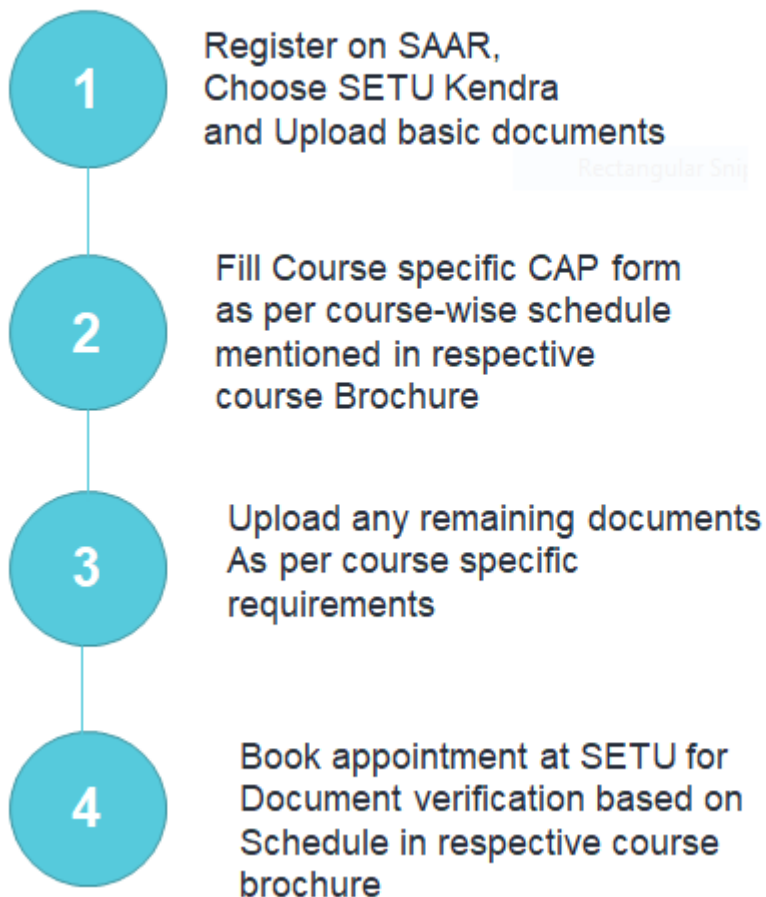 1
Register on SAAR,
Choose SETU Kendra
and Upload basic documents
Rectangular Snip
2
Fill Course specific CAP form
as per course-wise schedule
mentioned in respective
course Brochure
3
Upload any remaining documents
As per course specific
requirements
4
Book appointment at SETU for
Document verification based on
Schedule in respective course
brochure